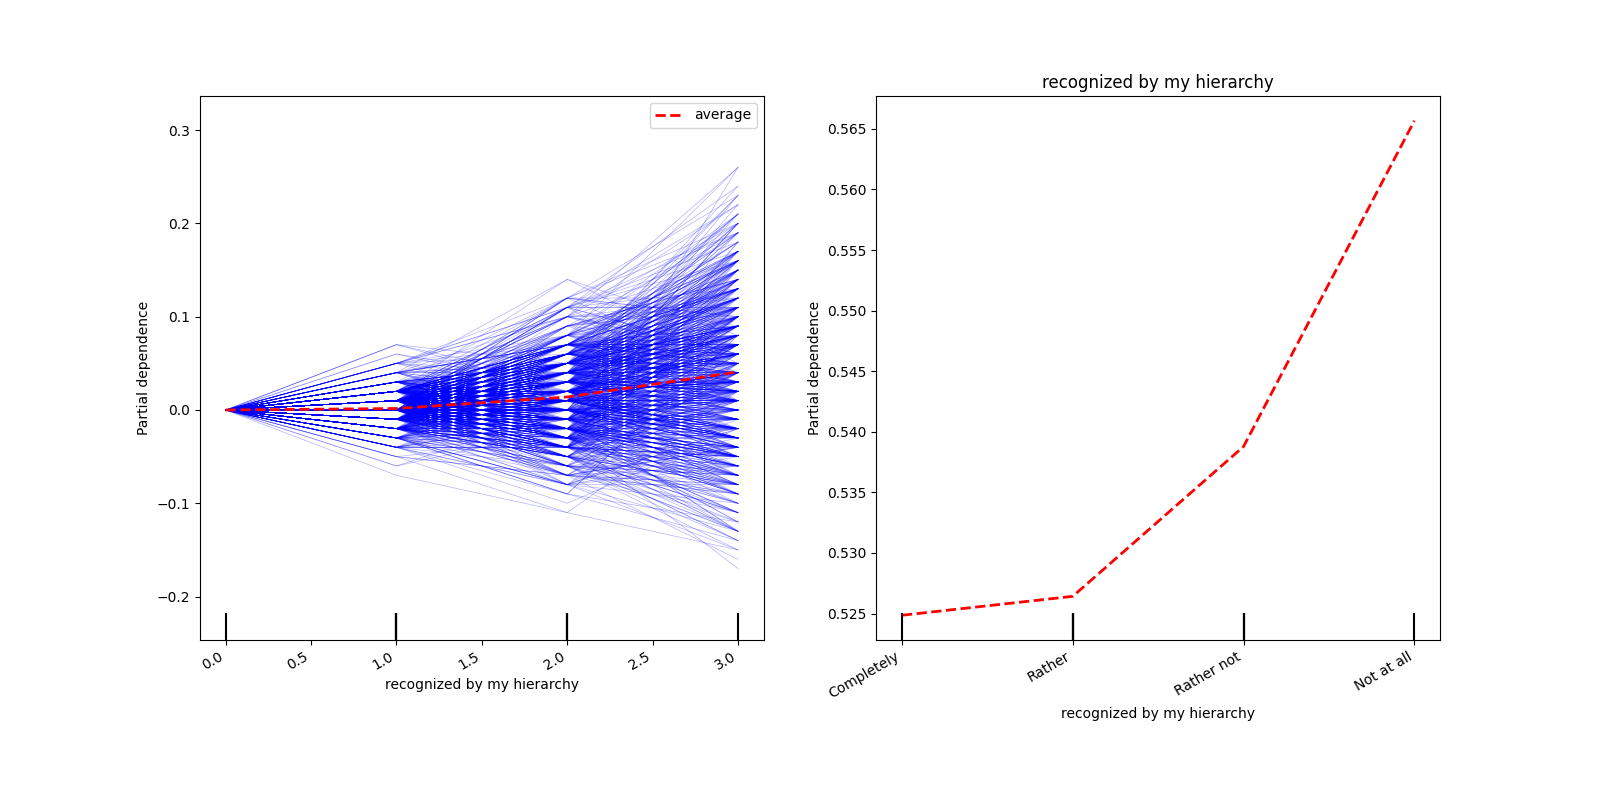 average
0.3
0.2
0.1
0.0
−0.1
−0.2
Partial dependence
0.0
0.5
1.0
1.5
2.0
2.5
3.0
recognized by my hierarchy
recognized by my hierarchy
0.565
0.560
0.555
0.550
0.545
0.540
0.535
0.530
0.525
Partial dependence
Completely
Rather
Rather not
Not at all
recognized by my hierarchy